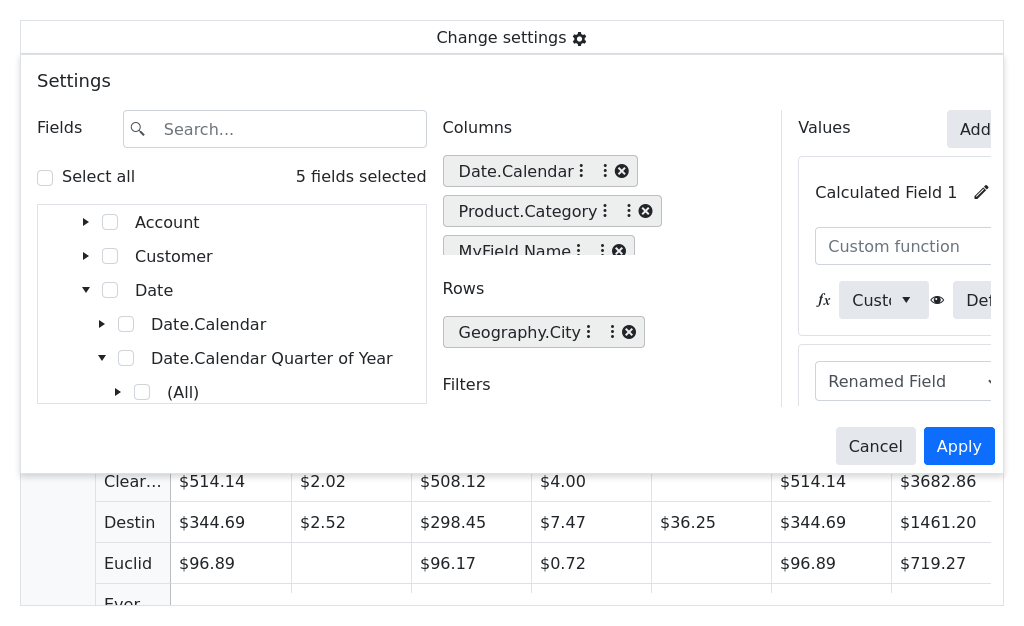 Change settings
Settings
Fields
Search...
Select all
5 fields selected
Account
Customer
Date
Date.Calendar
Date.Calendar Quarter of Year
(All)
Columns
Date.Calendar
Product.Category
MyField Name
Rows
Geography.City
Filters
Values
Add
Calculated Field 1
Custom function
fx
Custo
Def
Renamed Field
Cancel
Apply
Clear... $514.14 $2.02 $508.12 $4.00 $514.14 $3682.86
Destin $344.69 $2.52 $298.45 $7.47 $36.25 $344.69 $1461.20
Euclid $96.89 $96.17 $0.72 $96.89 $719.27